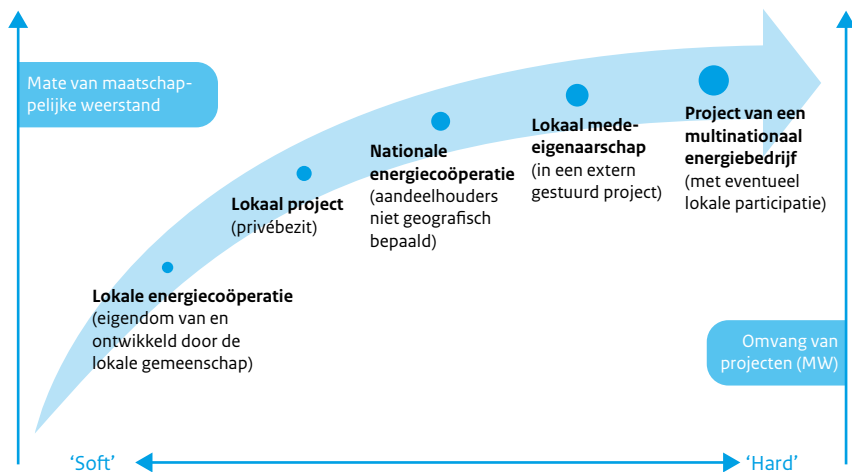 Mate van maatschap-
pelijke weerstand
Lokale energiecoöperatie
(eigendom van en
ontwikkeld door de
lokale gemeenschap)
Lokaal project
(privébezit)
Nationale
energiecoöperatie
(aandeelhouders
niet geografisch
bepaald)
Lokaal mede-
eigenaarschap
(in een extern
gestuurd project)
Project van een
multinationaal
energiebedrijf
(met eventueel
lokale participatie)
Omvang van
projecten (MW)
‘Soft’
‘Hard’